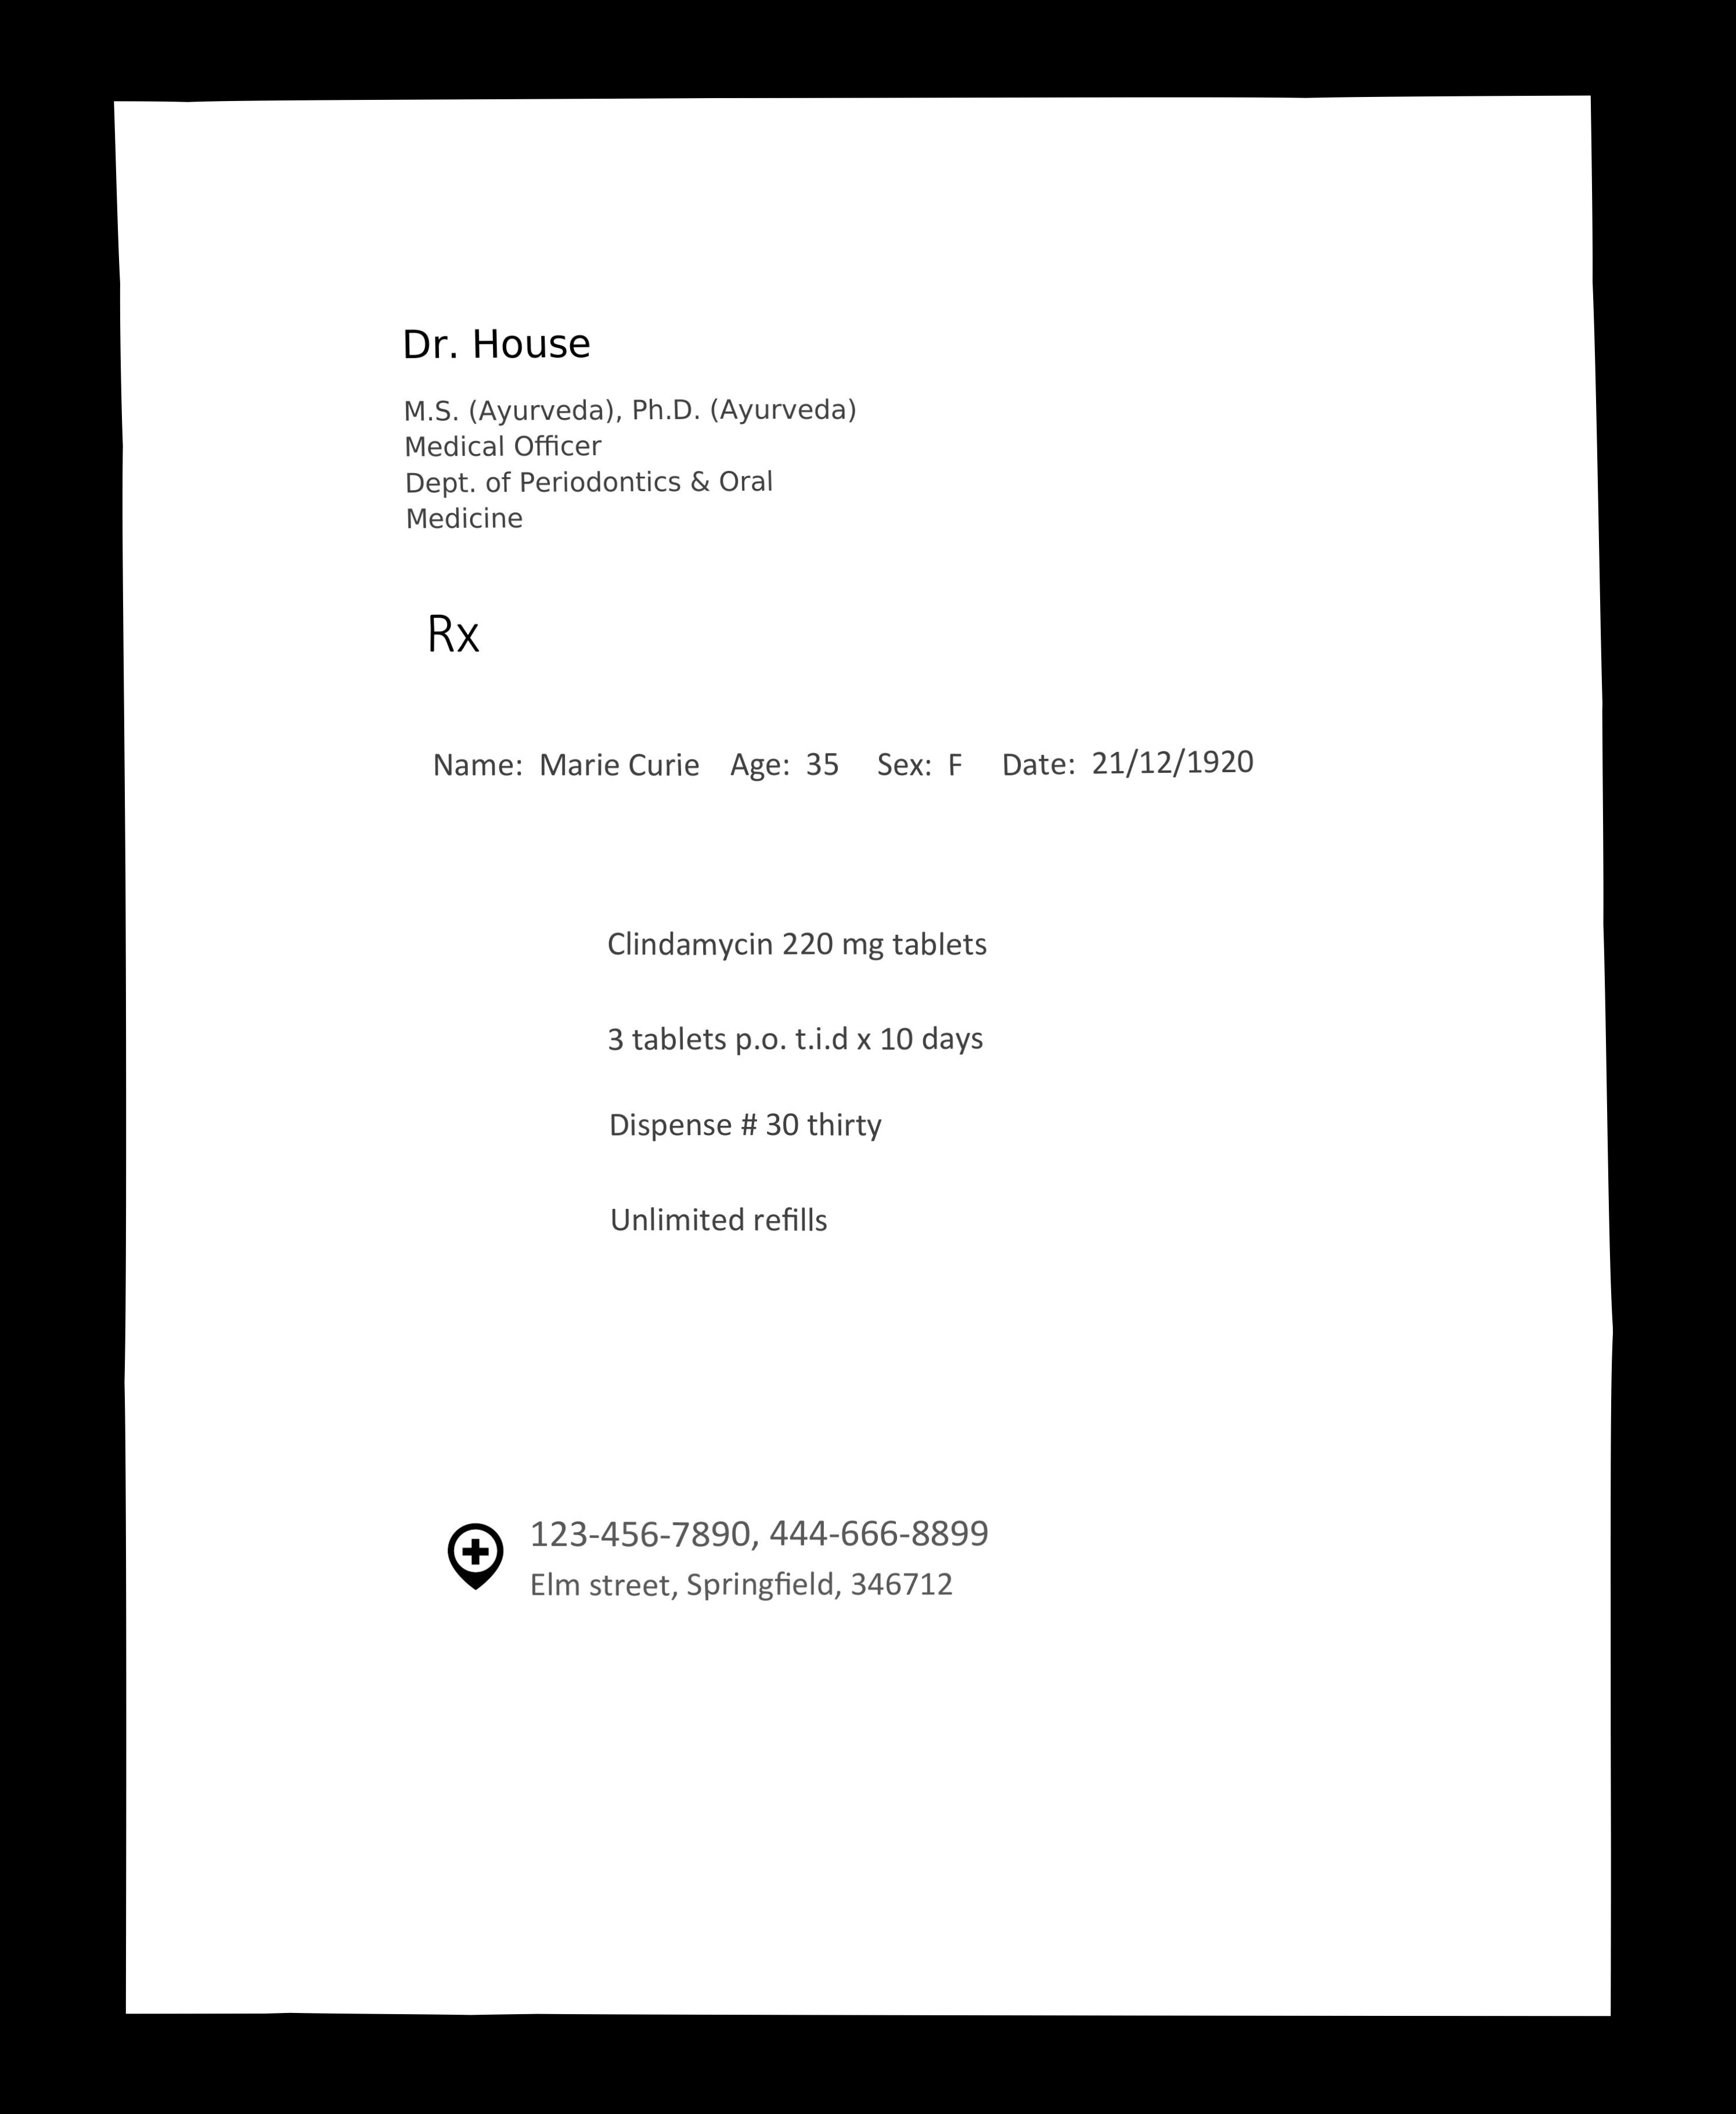 Dr. House
M.S. (Ayurveda), Ph.D. (Ayurveda)
Medical Officer
Dept. of Periodontics & Oral
Medicine
Rx
Name: Marie Curie Age: 35 Sex: F Date: 21/12/1920
Clindamycin 220 mg tablets
3 tablets p.o. t.i.d x 10 days
Dispense # 30 thirty
Unlimited refills
123-456-7890, 444-666-8899
Elm street, Springfield, 346712